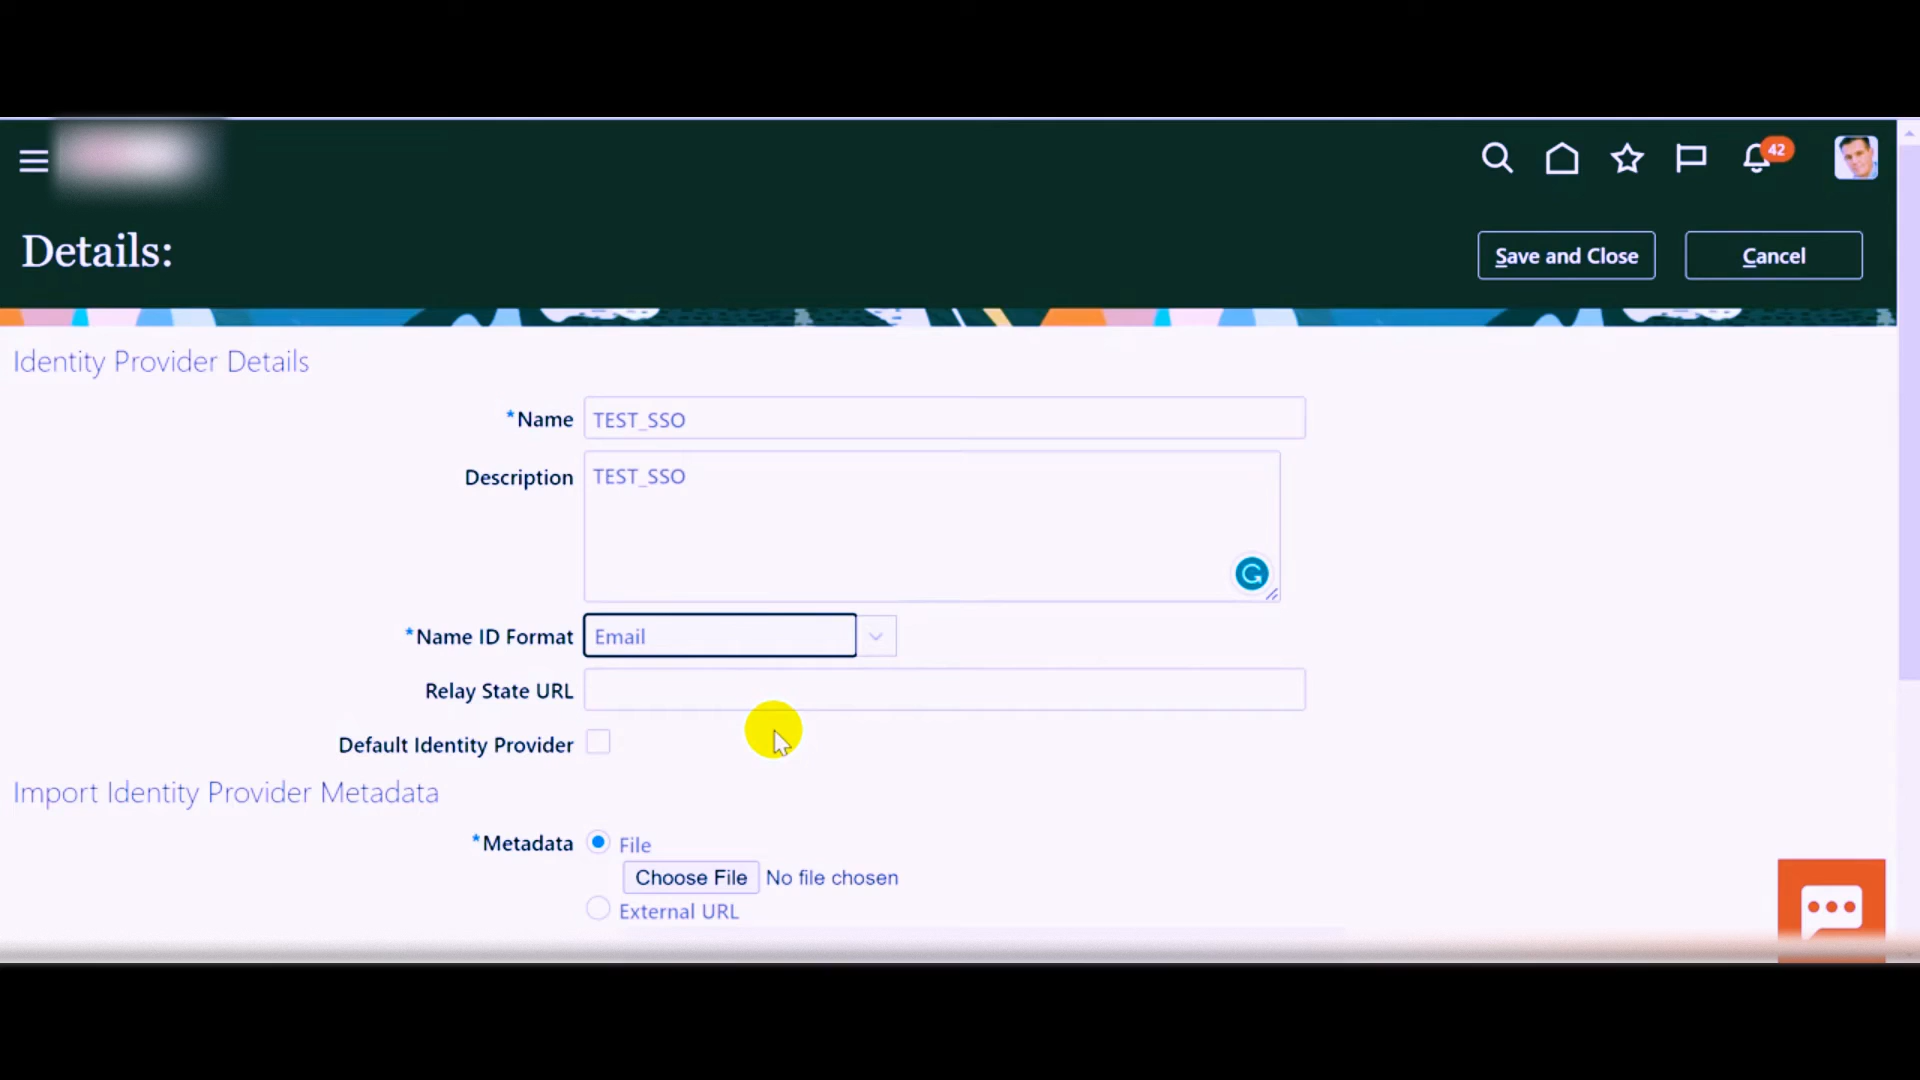 42
Details:
Save and Close
Cancel
Identity Provider Details
*Name
TEST_SSO
Description
TEST_SSO
*Name ID Format
Email
Relay State URL
Default Identity Provider
Import Identity Provider Metadata
*Metadata
File
Choose File No file chosen
External URL